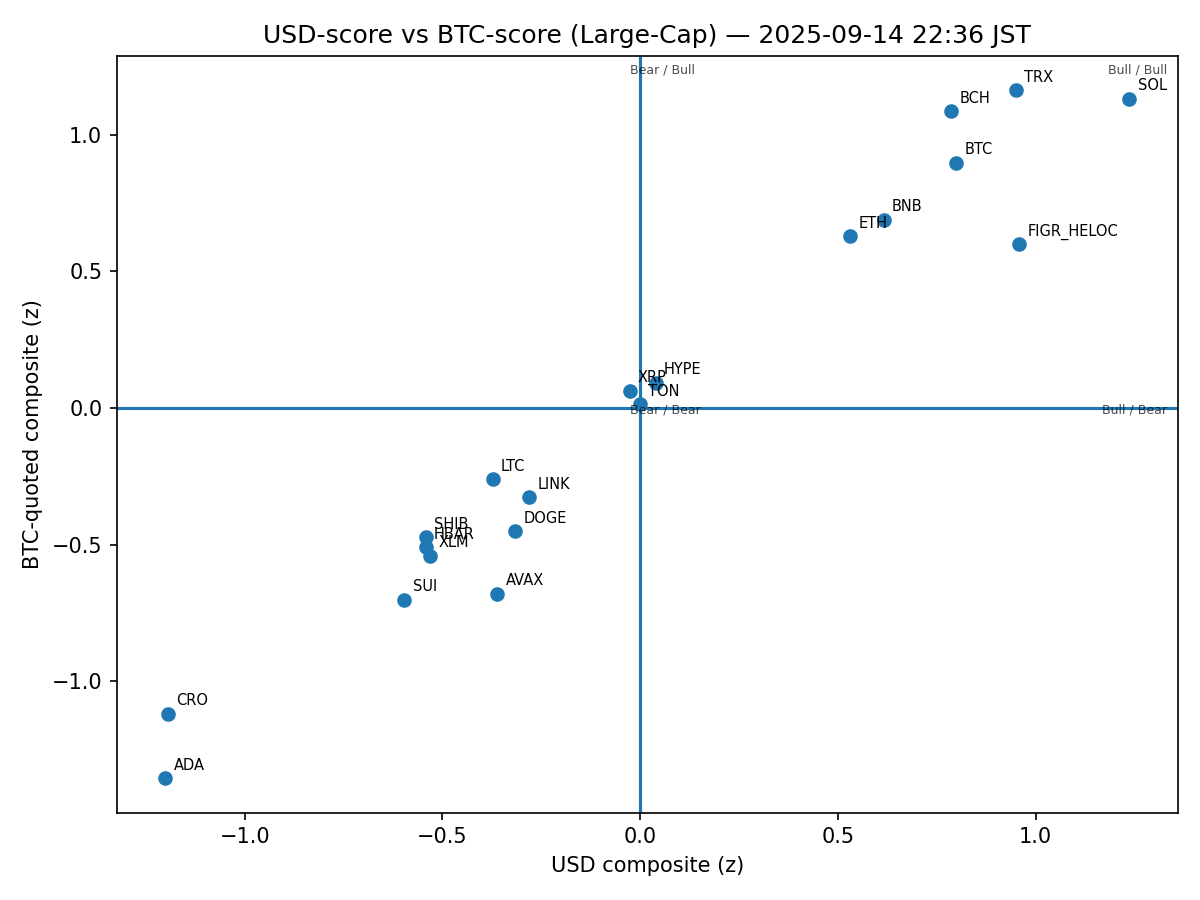 USD-score vs BTC-score (Large-Cap) — 2025-09-14 22:36 JST
Bear / Bull
Bull / Bull
TRX
SOL
BCH
1.0
BTC
BNB
ETH
FIGR_HELOC
0.5
HYPE
XRP
TON
0.0
Bear / Bear
Bull / Bear
LTC
LINK
DOGE
SHIB
HBAR
XLM
−0.5
SUI
AVAX
−1.0
CRO
ADA
BTC-quoted composite (z)
−1.0
−0.5
0.0
0.5
1.0
USD composite (z)